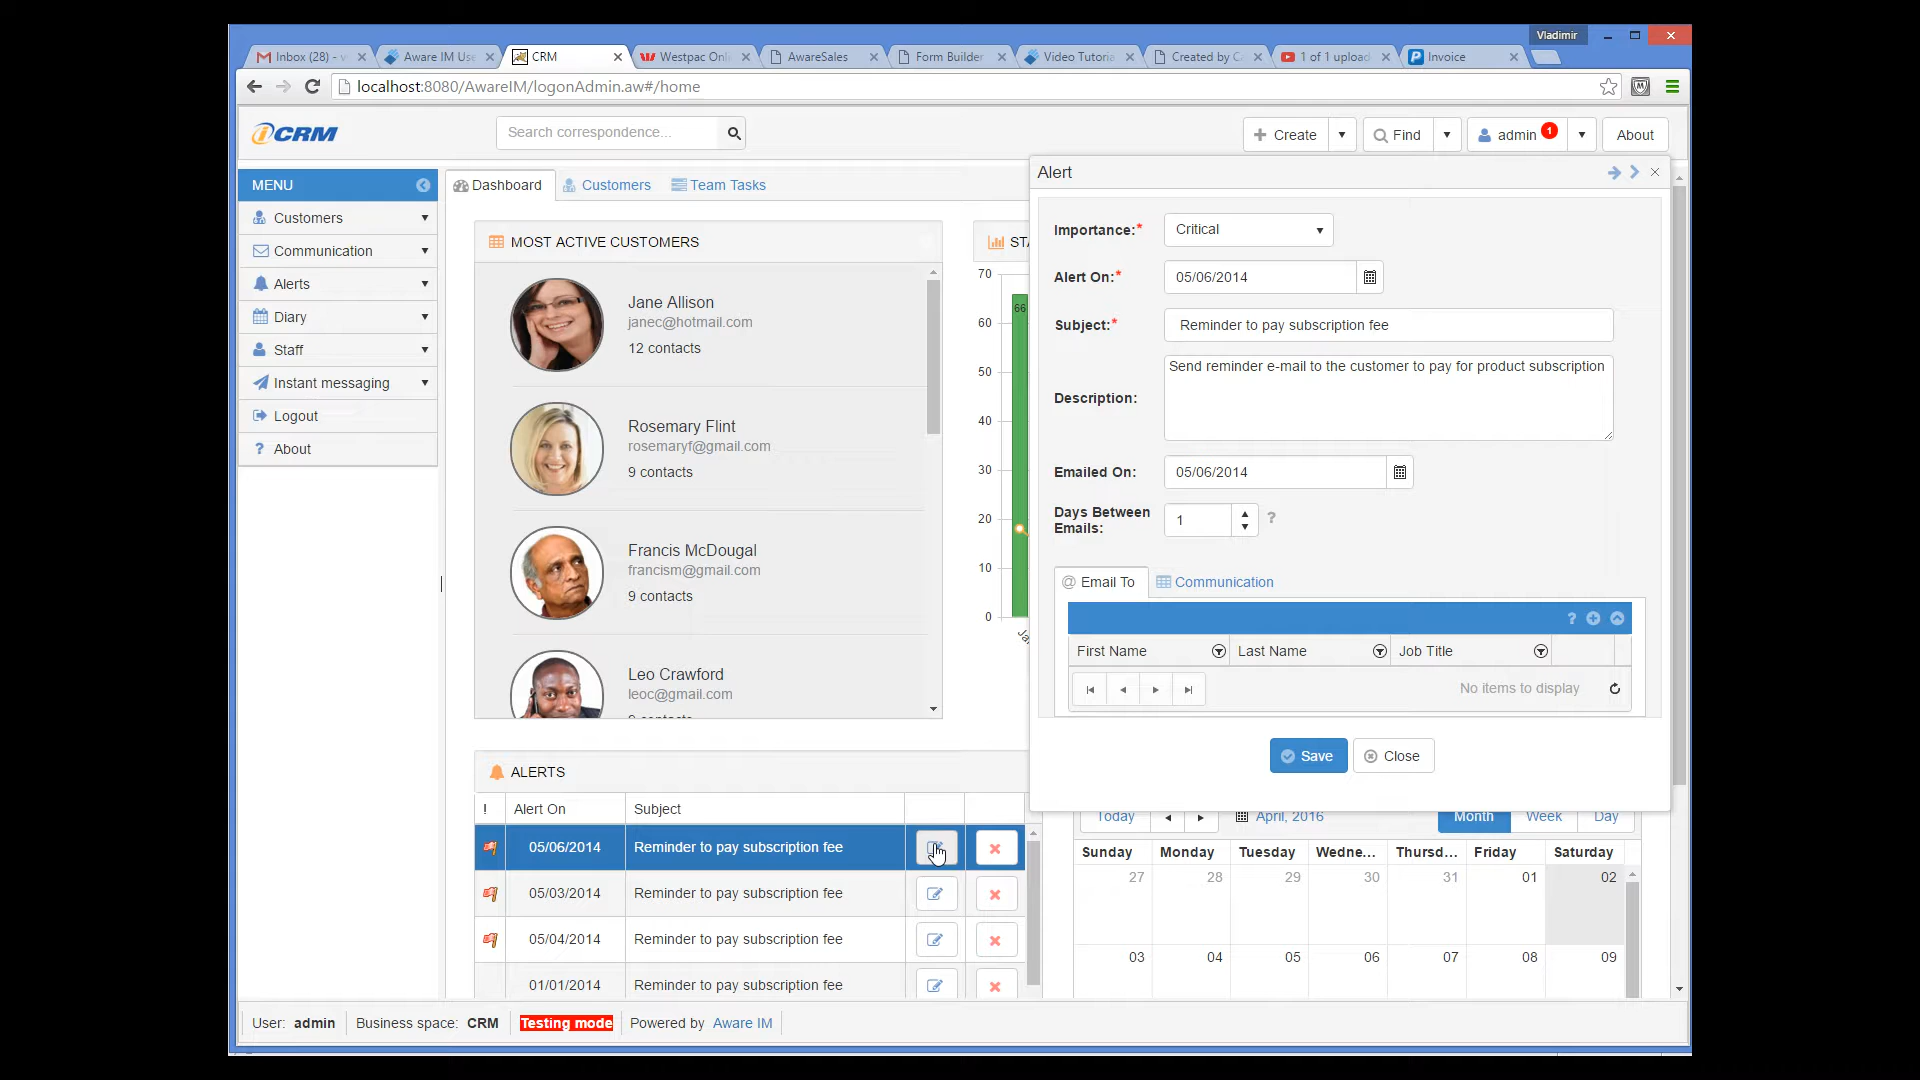 Vladimir
Inbox (28) - v
Aware IM Use
CRM
Westpac Onli
AwareSales
Form Builder
Video Tutoria
Created by C
1 of 1 upload
Invoice
localhost:8080/AwareIM/logonAdmin.aw#/home
iCRM
Search correspondence...
Create
Find
admin
1
About
MENU
Customers
Communication
Alerts
Diary
Staff
Instant messaging
Logout
? About
Dashboard
Customers
Team Tasks
MOST ACTIVE CUSTOMERS
Jane Allison
janec@hotmail.com
12 contacts
Rosemary Flint
rosemaryf@gmail.com
9 contacts
Francis McDougal
francism@gmail.com
9 contacts
Leo Crawford
leoc@gmail.com
9 contacts
STA
70
66
60
50
40
30
20
10
0
Alert
Importance:* Critical
Alert On:* 05/06/2014
Subject:* Reminder to pay subscription fee
Description: Send reminder e-mail to the customer to pay for product subscription
Emailed On: 05/06/2014
Days Between
Emails: 1 ?
@ Email To
Communication
?
First Name
Last Name
Job Title
No items to display
Save
Close
ALERTS
! Alert On Subject
05/06/2014 Reminder to pay subscription fee
05/03/2014 Reminder to pay subscription fee
05/04/2014 Reminder to pay subscription fee
01/01/2014 Reminder to pay subscription fee
Today
April, 2016
Month
Week
Day
Sunday Monday Tuesday Wedne... Thursd... Friday Saturday
27 28 29 30 31 01 02
03 04 05 06 07 08 09
User: admin
Business space: CRM
Testing mode
Powered by Aware IM